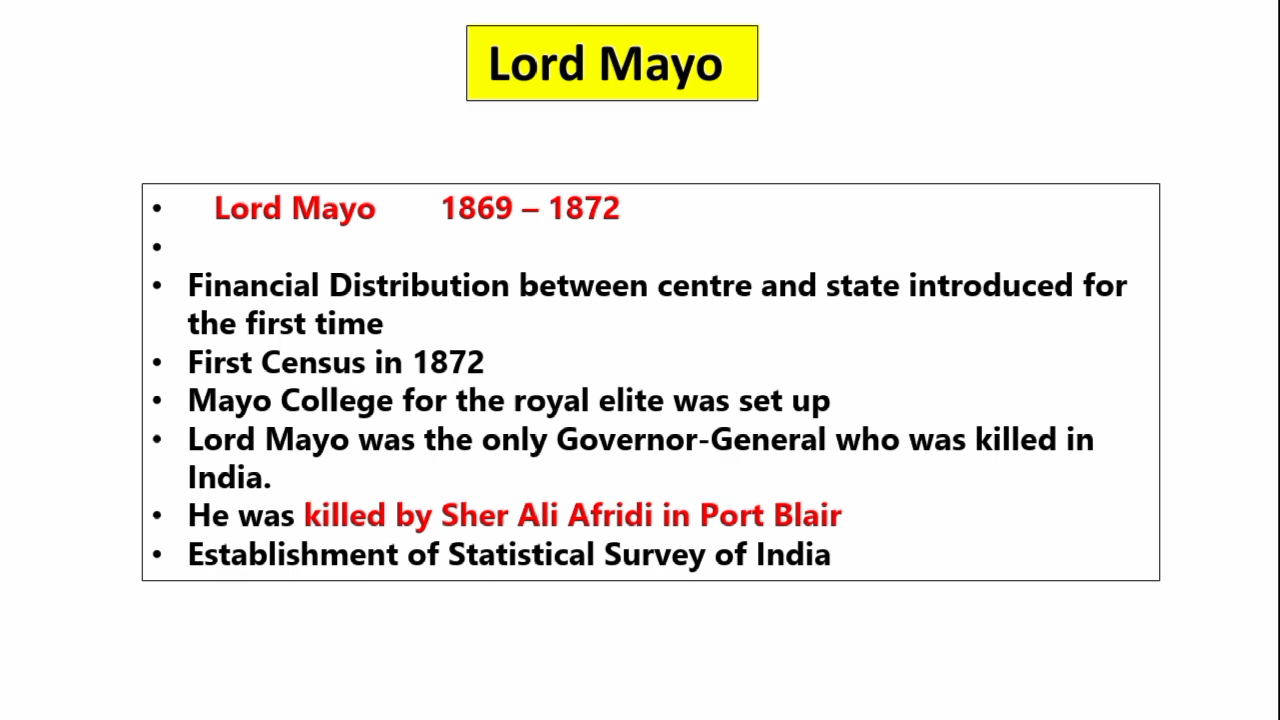 Lord Mayo
• Lord Mayo 1869 – 1872
•
• Financial Distribution between centre and state introduced for
the first time
• First Census in 1872
• Mayo College for the royal elite was set up
• Lord Mayo was the only Governor-General who was killed in
India.
• He was killed by Sher Ali Afridi in Port Blair
• Establishment of Statistical Survey of India